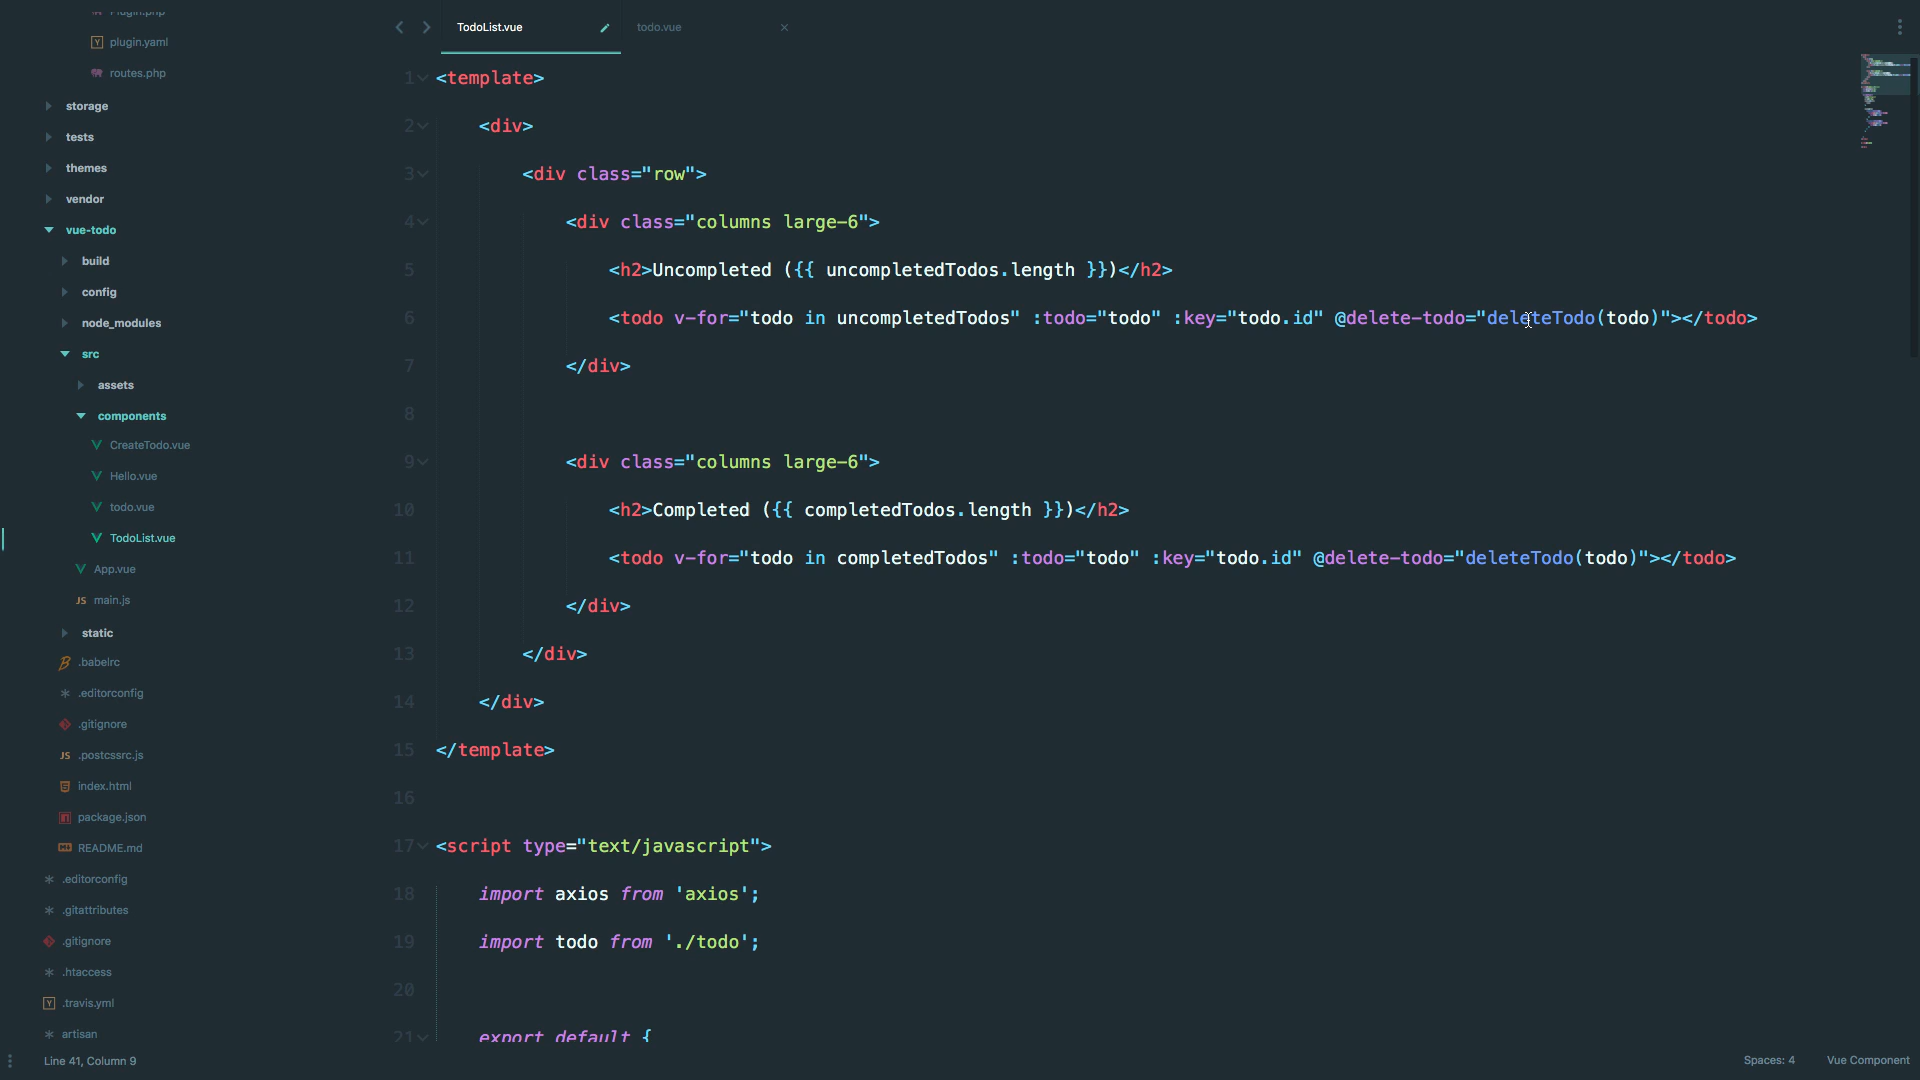 Plugin.php
plugin.yaml
routes.php
storage
tests
themes
vendor
vue-todo
build
config
node_modules
src
assets
components
CreateTodo.vue
Hello.vue
todo.vue
TodoList.vue
App.vue
JS main.js
static
.babelrc
.editorconfig
.gitignore
JS .postcssrc.js
index.html
package.json
README.md
.editorconfig
.gitattributes
.gitignore
.htaccess
.travis.yml
artisan
TodoList.vue
todo.vue
1 <template>
2 <div>
3 <div class="row">
4 <div class="columns large-6">
5 <h2>Uncompleted ({{ uncompletedTodos.length }})</h2>
6 <todo v-for="todo in uncompletedTodos" :todo="todo" :key="todo.id" @delete-todo="deleteTodo(todo)"></todo>
7 </div>
8
9 <div class="columns large-6">
10 <h2>Completed ({{ completedTodos.length }})</h2>
11 <todo v-for="todo in completedTodos" :todo="todo" :key="todo.id" @delete-todo="deleteTodo(todo)"></todo>
12 </div>
13 </div>
14 </div>
15 </template>
16
17 <script type="text/javascript">
18 import axios from 'axios';
19 import todo from './todo';
20
21 export default {
Line 41, Column 9
Spaces: 4
Vue Component